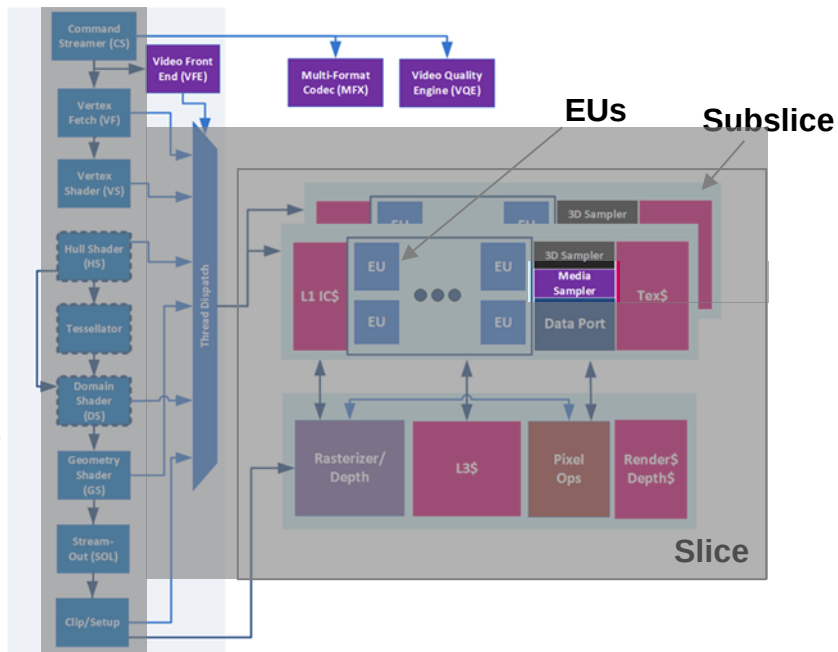 Command
Streamer (CS)
Video Front
End (VFE)
Multi-Format
Codec (MFX)
Video Quality
Engine (VQE)
Vertex
Fetch (VF)
EUs
Subslice
Vertex
Shader (VS)
3D Sampler
EU
EU
Hull Shader
(HS)
L1 IC$
EU
EU
3D Sampler
Media
Sampler
Tex$
EU
EU
Data Port
Thread Dispatch
Tessellator
Domain
Shader
(DS)
Geometry
Shader
(GS)
Rasterizer/
Depth
L3$
Pixel
Ops
Render$
Depth$
Stream-
Out (SOL)
Slice
Clip/Setup